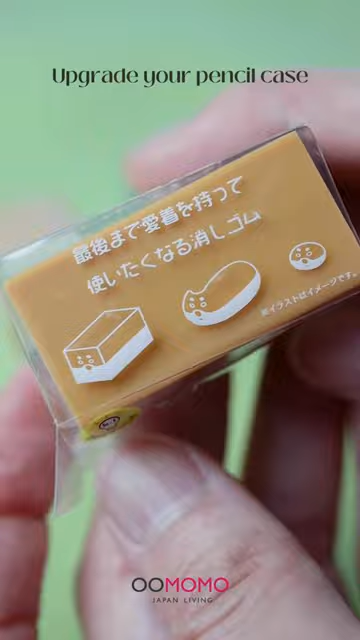 Upgrade your pencil case
最後まで愛着を持って
使いたくなる消しゴム
※イラストはイメージです。
OOMOMO
JAPAN LIVING